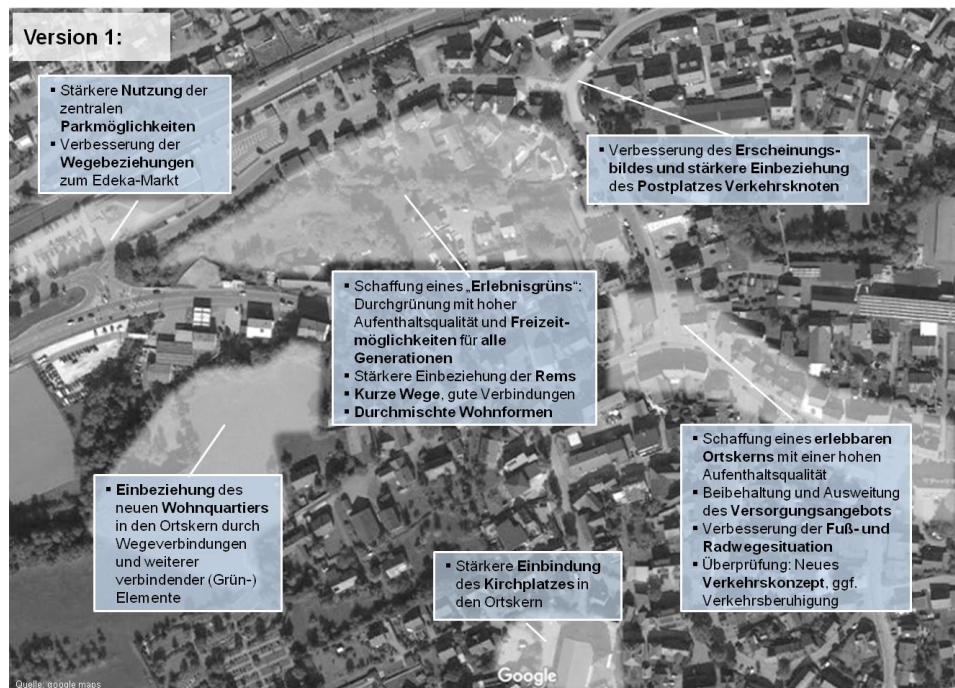 Version 1:
▪ Stärkere Nutzung der
zentralen
Parkmöglichkeiten
▪ Verbesserung der
Wegebeziehungen
zum Edeka-Markt
▪ Verbesserung des Erscheinungs-
bildes und stärkere Einbeziehung
des Postplatzes Verkehrsknoten
▪ Schaffung eines „Erlebnisgrüns“:
Durchgrünung mit hoher
Aufenthaltsqualität und Freizeit-
möglichkeiten für alle
Generationen
▪ Stärkere Einbeziehung der Rems
▪ Kurze Wege, gute Verbindungen
▪ Durchmischte Wohnformen
▪ Schaffung eines erlebbaren
Ortskerns mit einer hohen
Aufenthaltsqualität
▪ Beibehaltung und Ausweitung
des Versorgungsangebots
▪ Verbesserung der Fuß- und
Radwegesituation
▪ Überprüfung: Neues
Verkehrskonzept, ggf.
Verkehrsberuhigung
▪ Einbeziehung des
neuen Wohnquartiers
in den Ortskern durch
Wegeverbindungen
und weiterer
verbindender (Grün-)
Elemente
▪ Stärkere Einbindung
des Kirchplatzes in
den Ortskern
Google
Quelle: google maps